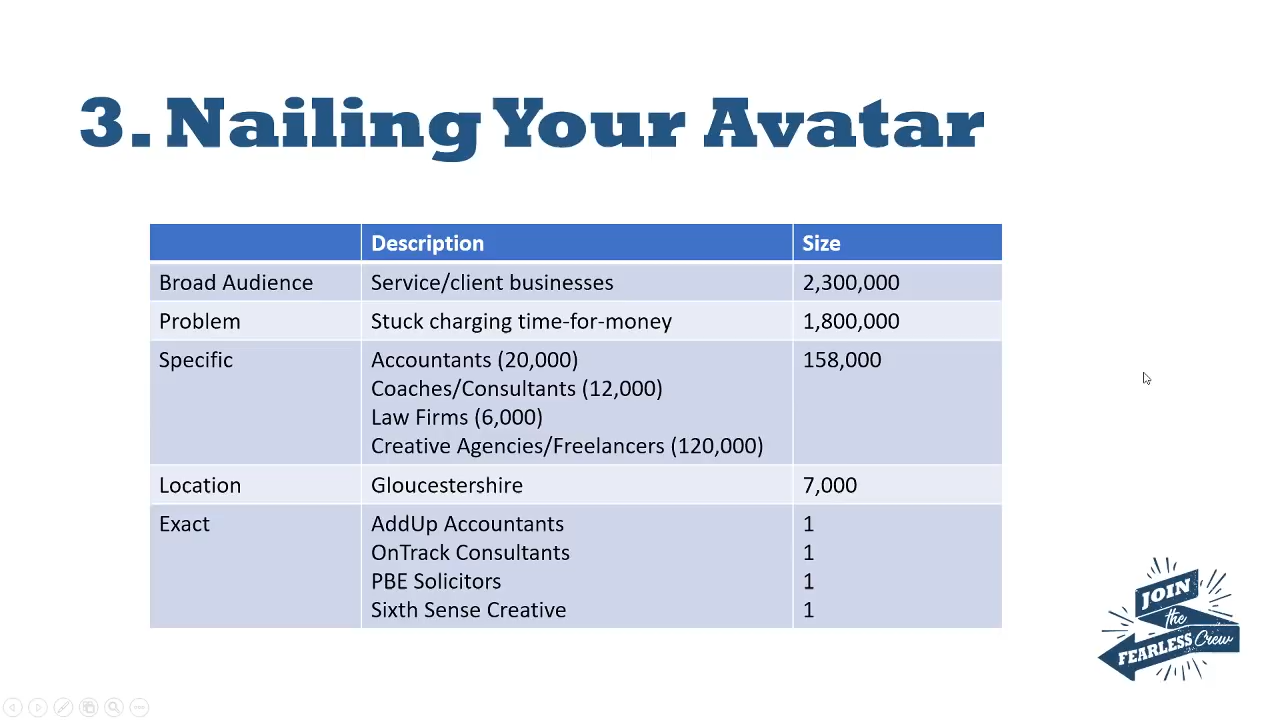 3. Nailing Your Avatar
Description Size
Broad Audience Service/client businesses 2,300,000
Problem Stuck charging time-for-money 1,800,000
Specific Accountants (20,000) 158,000
Coaches/Consultants (12,000)
Law Firms (6,000)
Creative Agencies/Freelancers (120,000)
Location Gloucestershire 7,000
Exact AddUp Accountants 1
OnTrack Consultants 1
PBE Solicitors 1
Sixth Sense Creative 1
JOIN
the
FEARLESS Crew